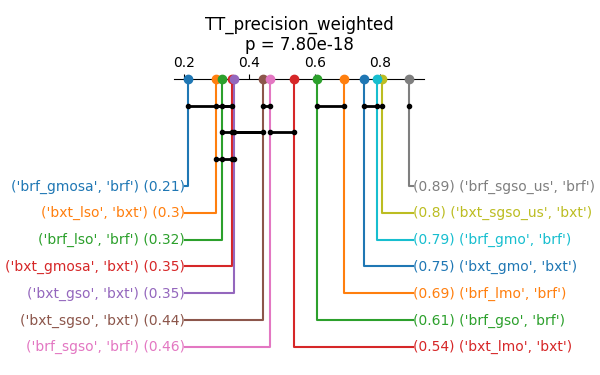 TT_precision_weighted
p = 7.80e-18
0.2 0.4 0.6 0.8
('brf_gmosa', 'brf') (0.21) (0.89) ('brf_sgso_us', 'brf')
('bxt_lso', 'bxt') (0.3) (0.8) ('bxt_sgso_us', 'bxt')
('brf_lso', 'brf') (0.32) (0.79) ('brf_gmo', 'brf')
('bxt_gmosa', 'bxt') (0.35) (0.75) ('bxt_gmo', 'bxt')
('bxt_gso', 'bxt') (0.35) (0.69) ('brf_lmo', 'brf')
('bxt_sgso', 'bxt') (0.44) (0.61) ('brf_gso', 'brf')
('brf_sgso', 'brf') (0.46) (0.54) ('bxt_lmo', 'bxt')